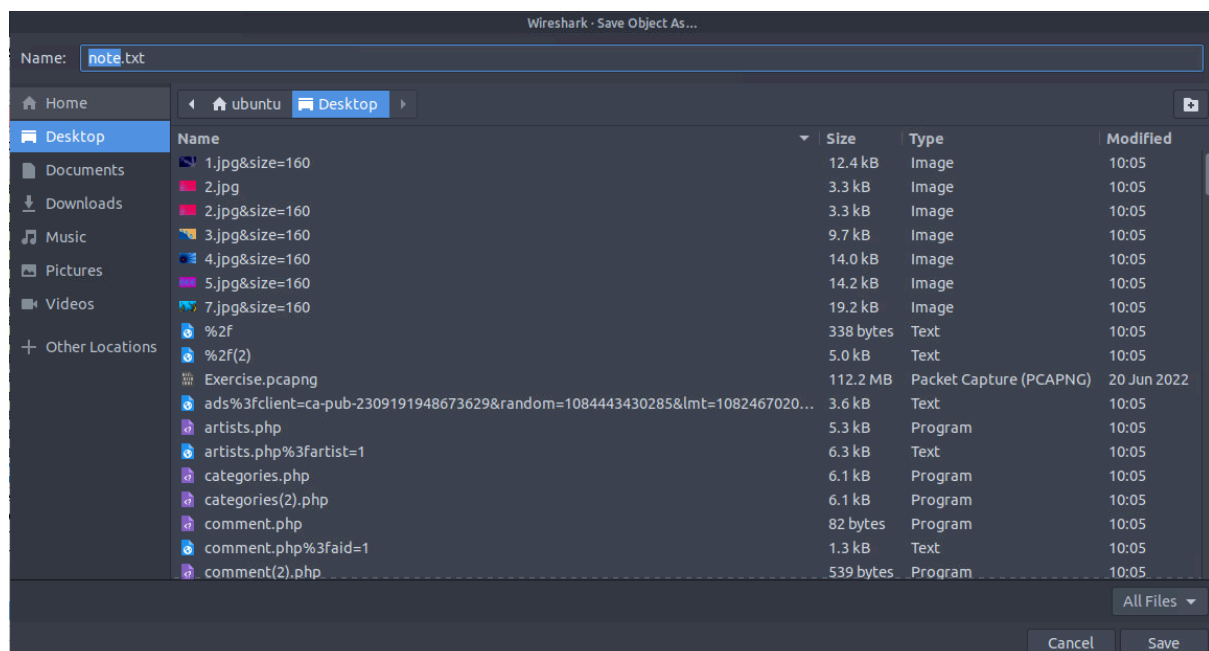 Wireshark · Save Object As...
Name: note.txt
Home
ubuntu Desktop
Desktop
Documents
Downloads
Music
Pictures
Videos
Other Locations
Name Size Type Modified
1.jpg&size=160 12.4 kB Image 10:05
2.jpg 3.3 kB Image 10:05
2.jpg&size=160 3.3 kB Image 10:05
3.jpg&size=160 9.7 kB Image 10:05
4.jpg&size=160 14.0 kB Image 10:05
5.jpg&size=160 14.2 kB Image 10:05
7.jpg&size=160 19.2 kB Image 10:05
%2f 338 bytes Text 10:05
%2f(2) 5.0 kB Text 10:05
Exercise.pcapng 112.2 MB Packet Capture (PCAPNG) 20 Jun 2022
ads%3fclient=ca-pub-2309191948673629&random=1084443430285&lmt=1082467020... 3.6 kB Text 10:05
artists.php 5.3 kB Program 10:05
artists.php%3fartist=1 6.3 kB Text 10:05
categories.php 6.1 kB Program 10:05
categories(2).php 6.1 kB Program 10:05
comment.php 82 bytes Program 10:05
comment.php%3faid=1 1.3 kB Text 10:05
comment(2).php 539 bytes Program 10:05
All Files
Cancel Save